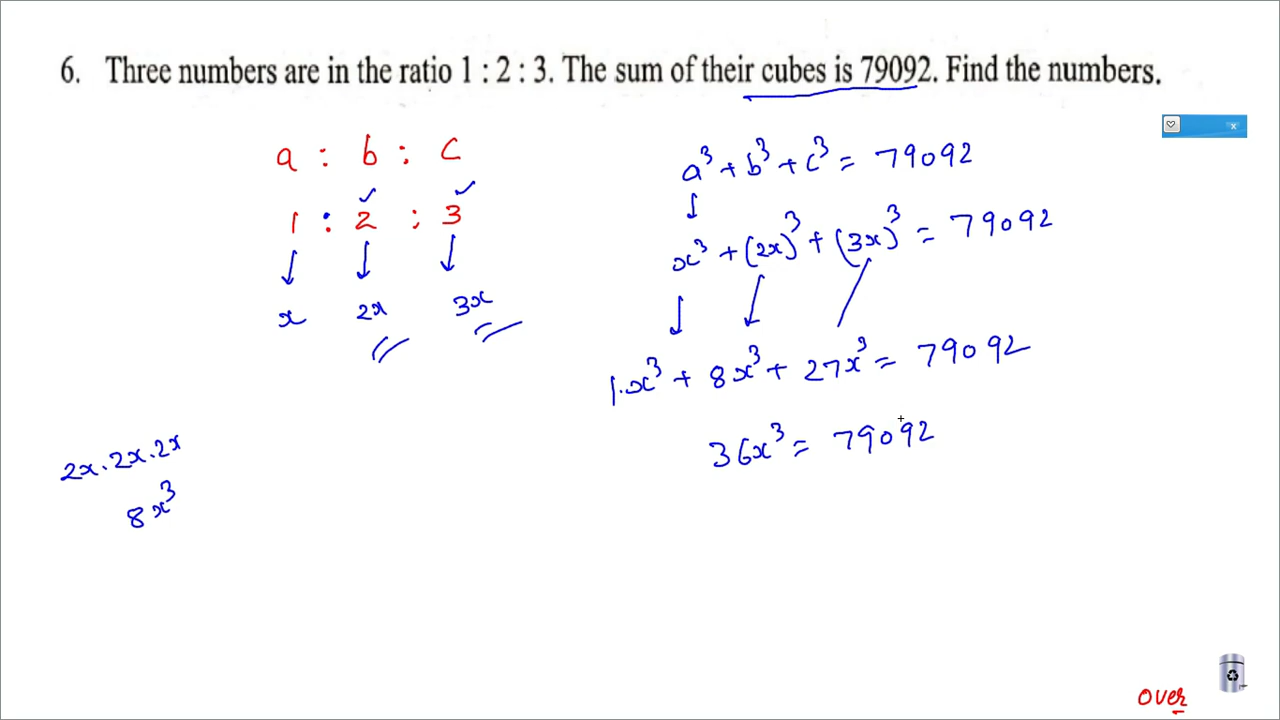 6. Three numbers are in the ratio 1 : 2 : 3. The sum of their cubes is 79092. Find the numbers.
a : b : c
1 : 2 : 3
x 2x 3x
a³ + b³ + c³ = 79092
x³ + (2x)³ + (3x)³ = 79092
1.x³ + 8x³ + 27x³ = 79092
36x³ = 79092
2x.2x.2x
8x³
over